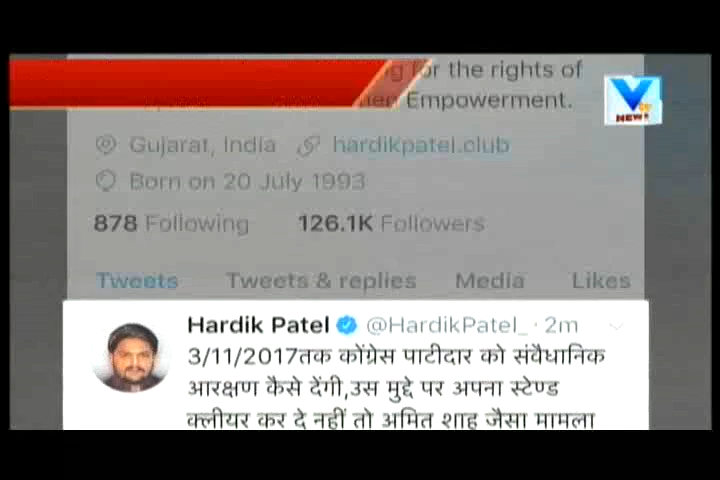 for the rights of
Empowerment.
V
tv
NEWS
Gujarat, India hardikpatel.club
Born on 20 July 1993
878 Following 126.1K Followers
Tweets Tweets & replies Media Likes
Hardik Patel @HardikPatel_ · 2m
3/11/2017तक कोंग्रेस पाटीदार को संवैधानिक
आरक्षण कैसे देंगी,उस मुद्दे पर अपना स्टेण्ड
क्लीयर कर दे नहीं तो अमित शाह जैसा मामला